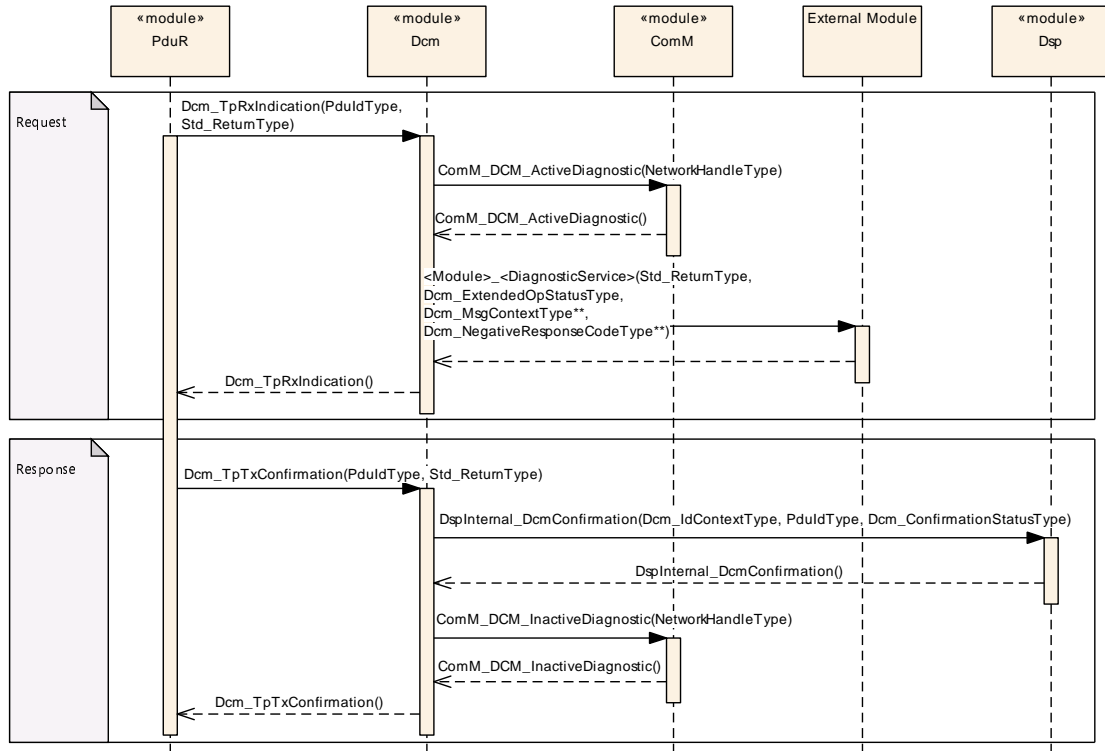 «module»
PduR
«module»
Dcm
«module»
ComM
External Module
«module»
Dsp
Request
Dcm_TpRxIndication(PduIdType,
Std_ReturnType)
ComM_DCM_ActiveDiagnostic(NetworkHandleType)
ComM_DCM_ActiveDiagnostic()
<Module>_<DiagnosticService>(Std_ReturnType,
Dcm_ExtendedOpStatusType,
Dcm_MsgContextType**,
Dcm_NegativeResponseCodeType**)
Dcm_TpRxIndication()
Response
Dcm_TpTxConfirmation(PduIdType, Std_ReturnType)
DspInternal_DcmConfirmation(Dcm_IdContextType, PduIdType, Dcm_ConfirmationStatusType)
DspInternal_DcmConfirmation()
ComM_DCM_InactiveDiagnostic(NetworkHandleType)
ComM_DCM_InactiveDiagnostic()
Dcm_TpTxConfirmation()